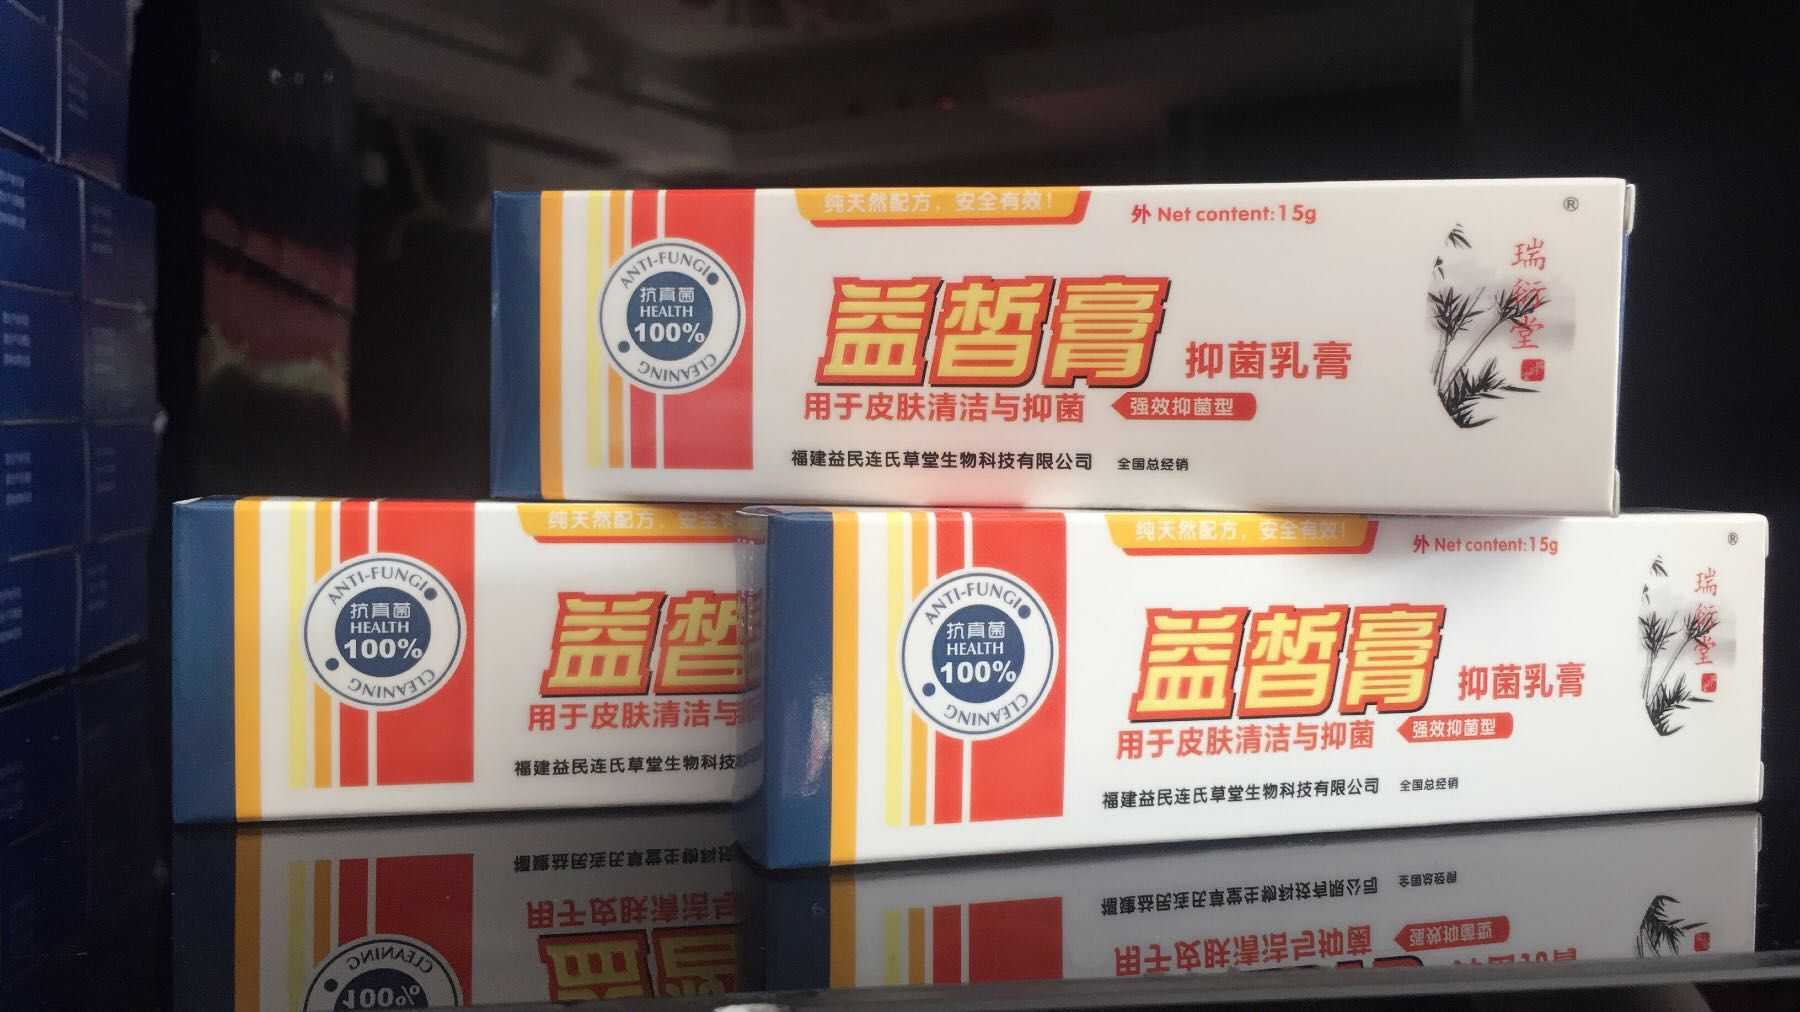 纯天然配方，安全有效！
外 Net content:15g
®
ANTI-FUNGI
抗真菌
HEALTH
100%
CLEANING
益皙膏
抑菌乳膏
用于皮肤清洁与抑菌
强效抑菌型
福建益民连氏草堂生物科技有限公司 全国总经销
瑞衍堂
纯天然配方，安全有
ANTI-FUNGI
抗真菌
HEALTH
100%
CLEANING
益皙
用于皮肤清洁与
福建益民连氏草堂生物科技
纯天然配方，安全有效！
外 Net content:15g
®
ANTI-FUNGI
抗真菌
HEALTH
100%
CLEANING
益皙膏
抑菌乳膏
用于皮肤清洁与抑菌
强效抑菌型
福建益民连氏草堂生物科技有限公司 全国总经销
瑞衍堂